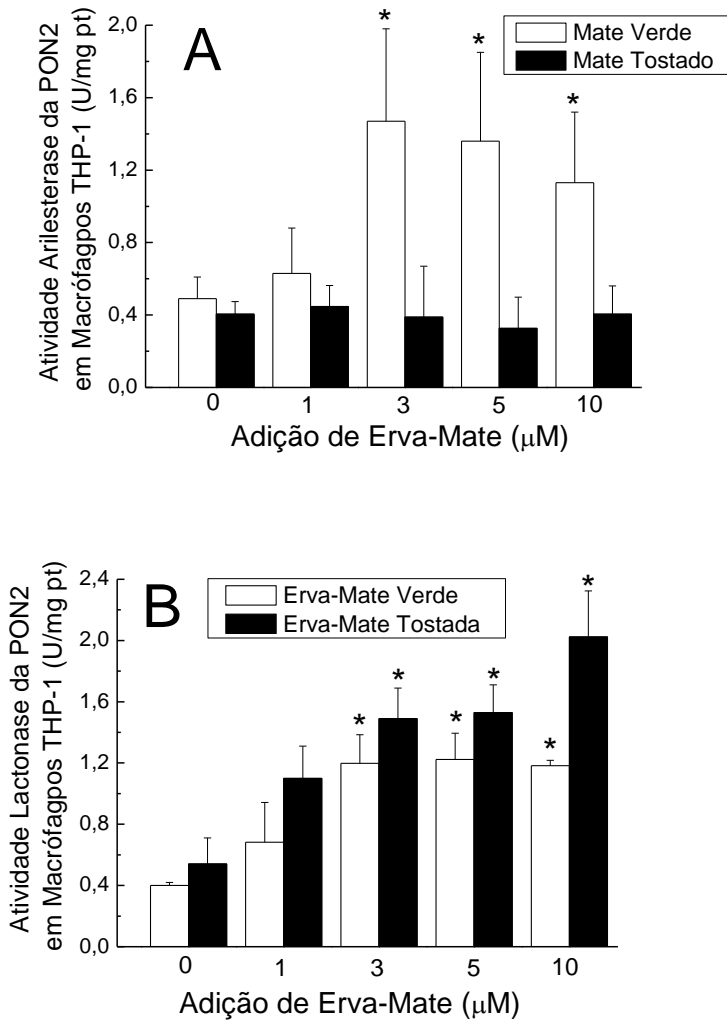 A
Mate Verde
Mate Tostado
Atividade Arilesterase da PON2
em Macrófagpos THP-1 (U/mg pt)
2,0
1,6
1,2
0,8
0,4
0,0
*
*
*
0 1 3 5 10
Adição de Erva-Mate (µM)
B
Erva-Mate Verde
Erva-Mate Tostada
Atividade Lactonase da PON2
em Macrófagpos THP-1 (U/mg pt)
2,4
2,0
1,6
1,2
0,8
0,4
0,0
* * * * * *
0 1 3 5 10
Adição de Erva-Mate (µM)